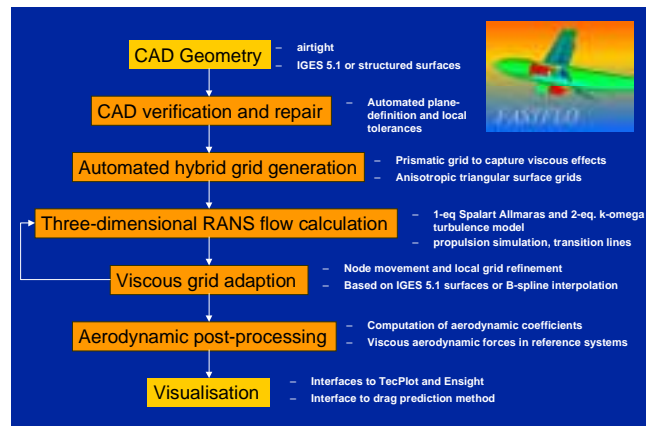 CAD Geometry
– airtight
– IGES 5.1 or structured surfaces
FASTFLO
CAD verification and repair
– Automated plane-
definition and local
tolerances
Automated hybrid grid generation
– Prismatic grid to capture viscous effects
– Anisotropic triangular surface grids
Three-dimensional RANS flow calculation
– 1-eq Spalart Allmaras and 2-eq. k-omega
turbulence model
– propulsion simulation, transition lines
Viscous grid adaption
– Node movement and local grid refinement
– Based on IGES 5.1 surfaces or B-spline interpolation
Aerodynamic post-processing
– Computation of aerodynamic coefficients
– Viscous aerodynamic forces in reference systems
Visualisation
– Interfaces to TecPlot and Ensight
– Interface to drag prediction method